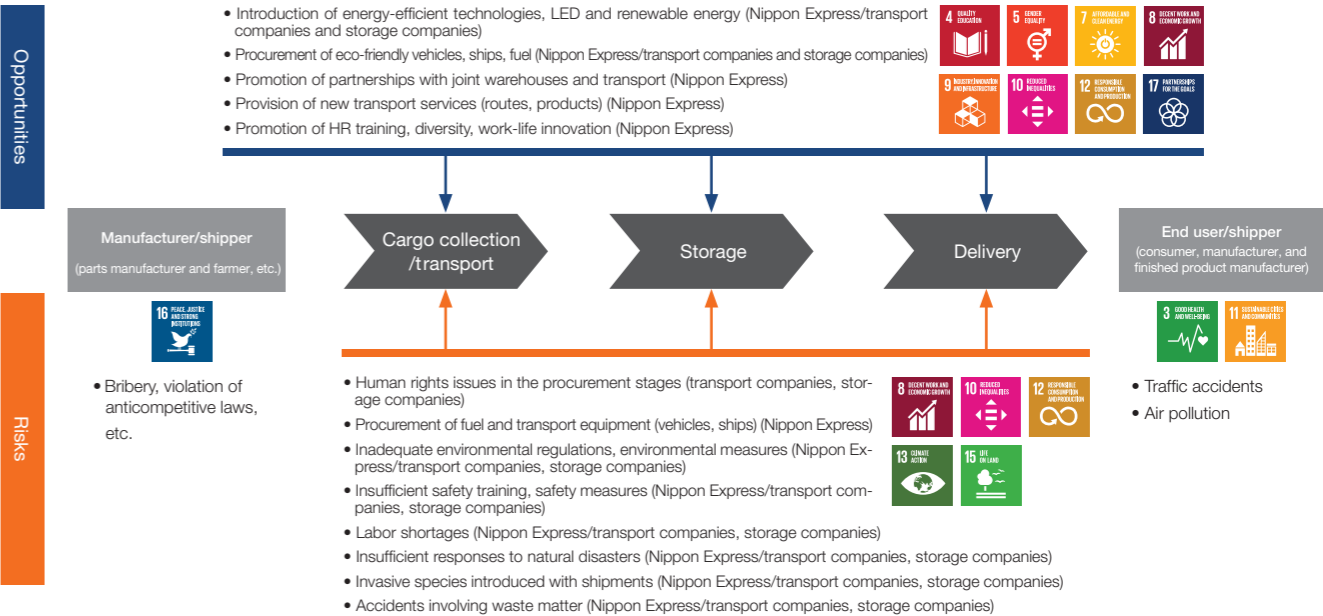 Opportunities
• Introduction of energy-efficient technologies, LED and renewable energy (Nippon Express/transport
companies and storage companies)
• Procurement of eco-friendly vehicles, ships, fuel (Nippon Express/transport companies and storage companies)
• Promotion of partnerships with joint warehouses and transport (Nippon Express)
• Provision of new transport services (routes, products) (Nippon Express)
• Promotion of HR training, diversity, work-life innovation (Nippon Express)
4 QUALITY
EDUCATION
5 GENDER
EQUALITY
7 AFFORDABLE AND
CLEAN ENERGY
8 DECENT WORK AND
ECONOMIC GROWTH
9 INDUSTRY, INNOVATION
AND INFRASTRUCTURE
10 REDUCED
INEQUALITIES
12 RESPONSIBLE
CONSUMPTION
AND PRODUCTION
17 PARTNERSHIPS
FOR THE GOALS
Manufacturer/shipper
(parts manufacturer and farmer, etc.)
Cargo collection
/transport
Storage
Delivery
End user/shipper
(consumer, manufacturer, and
finished product manufacturer)
Risks
16 PEACE, JUSTICE
AND STRONG
INSTITUTIONS
• Bribery, violation of
anticompetitive laws,
etc.
• Human rights issues in the procurement stages (transport companies, stor-
age companies)
• Procurement of fuel and transport equipment (vehicles, ships) (Nippon Express)
• Inadequate environmental regulations, environmental measures (Nippon Ex-
press/transport companies, storage companies)
• Insufficient safety training, safety measures (Nippon Express/transport com-
panies, storage companies)
• Labor shortages (Nippon Express/transport companies, storage companies)
• Insufficient responses to natural disasters (Nippon Express/transport companies, storage companies)
• Invasive species introduced with shipments (Nippon Express/transport companies, storage companies)
• Accidents involving waste matter (Nippon Express/transport companies, storage companies)
8 DECENT WORK AND
ECONOMIC GROWTH
10 REDUCED
INEQUALITIES
12 RESPONSIBLE
CONSUMPTION
AND PRODUCTION
13 CLIMATE
ACTION
15 LIFE
ON LAND
3 GOOD HEALTH
AND WELL-BEING
11 SUSTAINABLE CITIES
AND COMMUNITIES
• Traffic accidents
• Air pollution